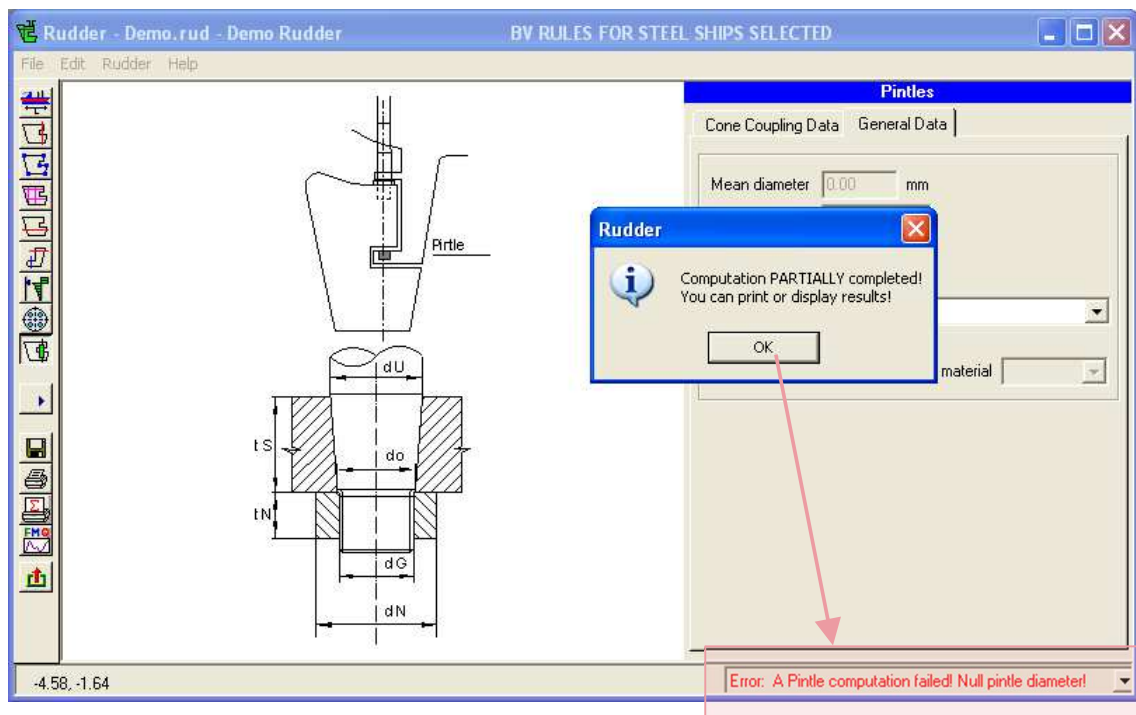 Rudder - Demo.rud - Demo Rudder BV RULES FOR STEEL SHIPS SELECTED
File Edit Rudder Help
Pintles
Cone Coupling Data General Data
Mean diameter 0.00 mm
Pirtle
Rudder
Computation PARTIALLY completed!
You can print or display results!
OK
material
dU
tS
do
tN
dG
dN
Σ
FMQ
-4.58, -1.64
Error: A Pintle computation failed! Null pintle diameter!